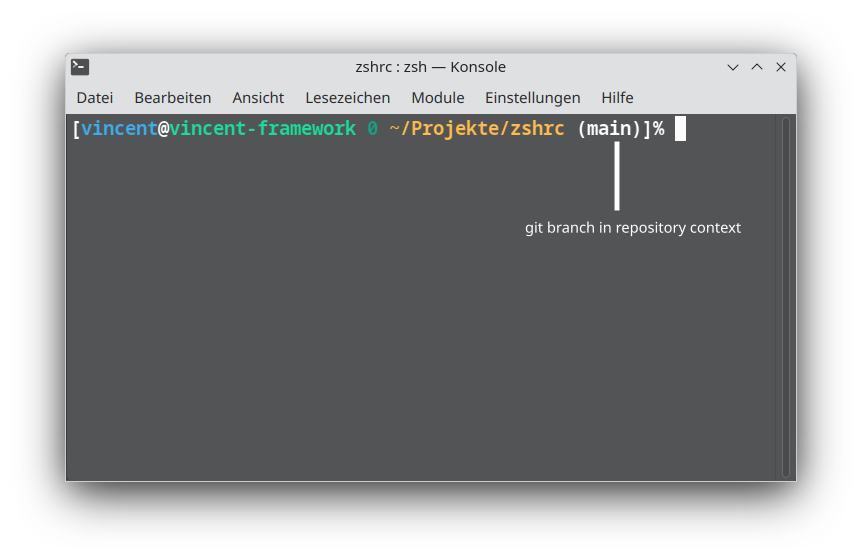 zshrc : zsh — Konsole
Datei Bearbeiten Ansicht Lesezeichen Module Einstellungen Hilfe
[vincent@vincent-framework 0 ~/Projekte/zshrc (main)]%
git branch in repository context